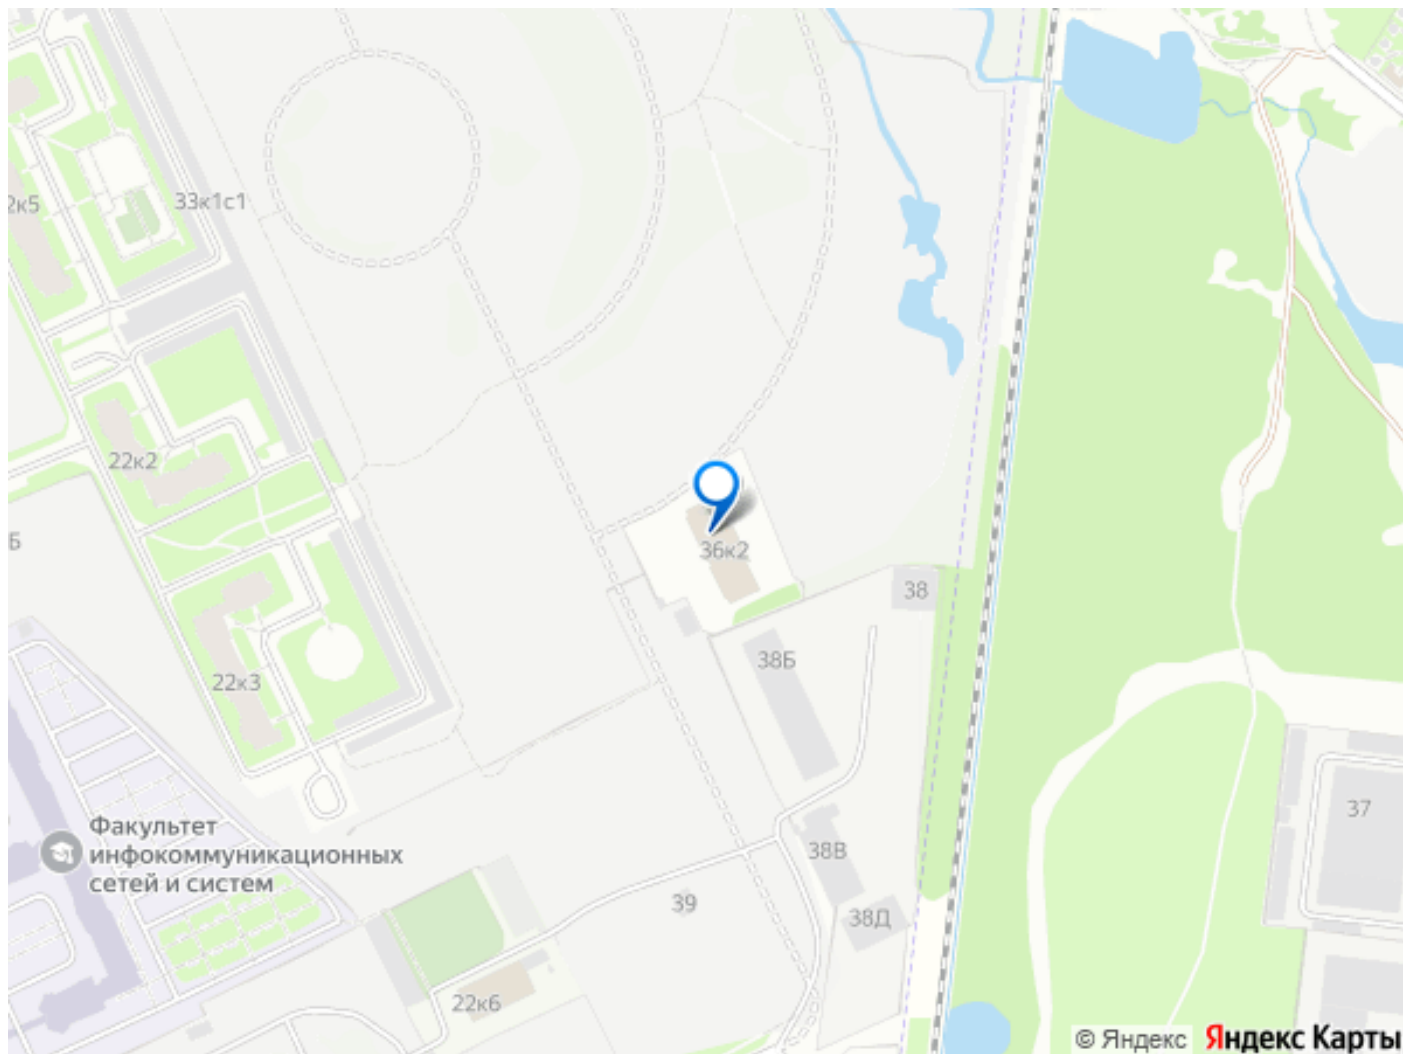 2к5
33к1с1
22к2
36к2
Б
38
38Б
22к3
37
Факультет
инфокоммуникационных
сетей и систем
38В
39
38Д
22к6
© Яндекс Яндекс Карты